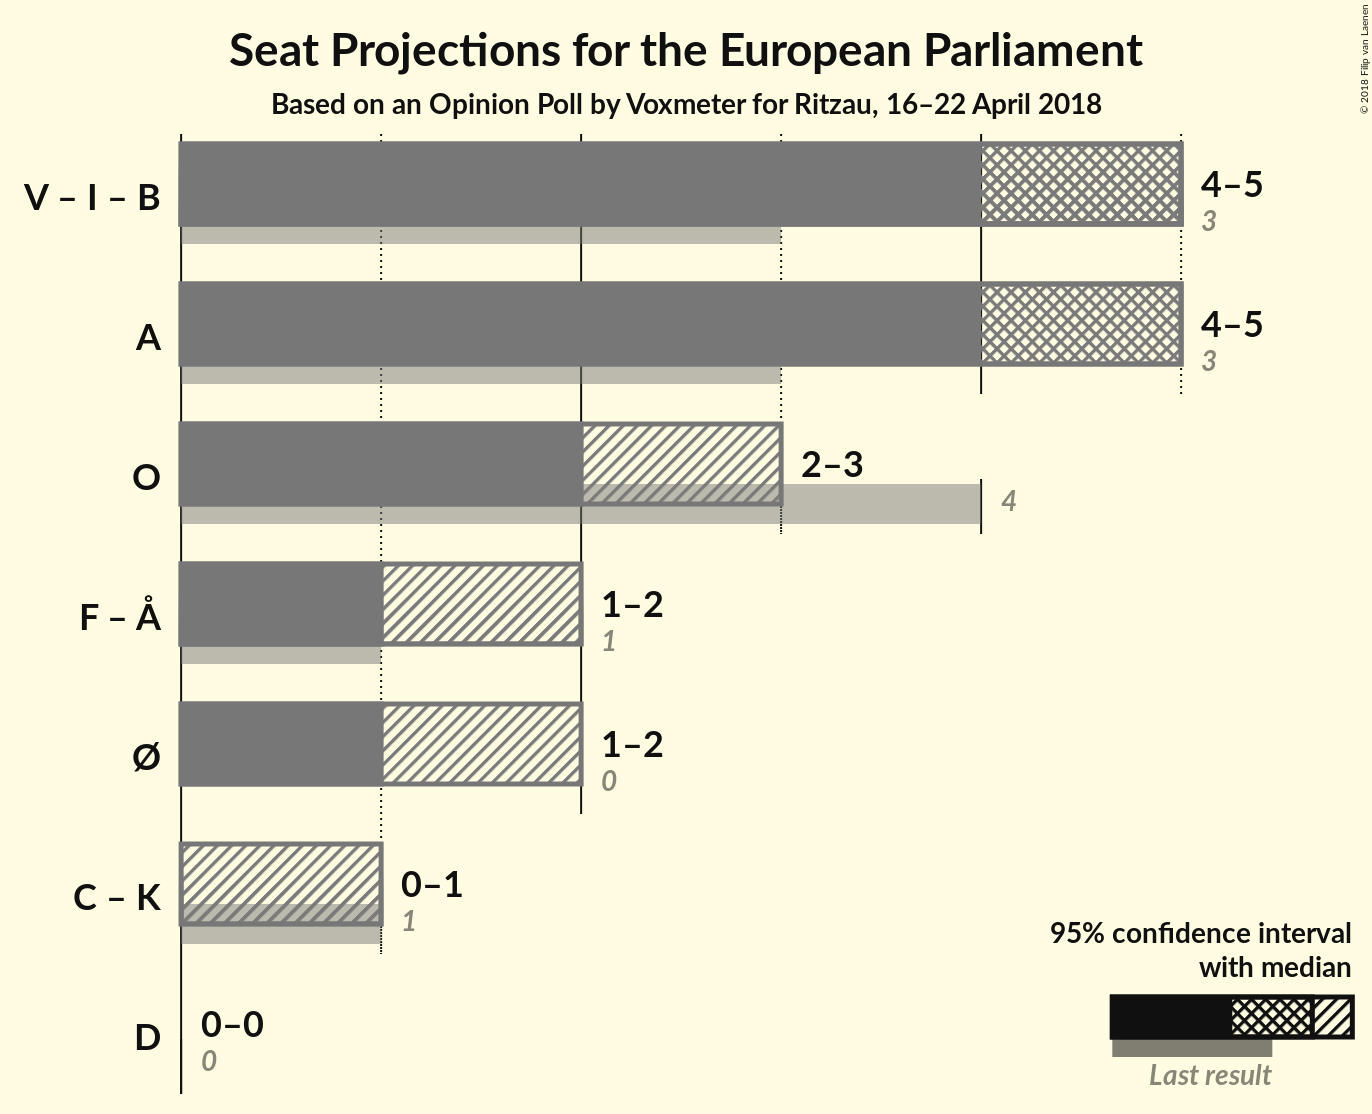 Seat Projections for the European Parliament
Based on an Opinion Poll by Voxmeter for Ritzau, 16–22 April 2018
© 2018 Filip van Laenen
V – I – B
4–5
3
A
4–5
3
O
2–3
4
F – Å
1–2
1
Ø
1–2
0
C – K
0–1
1
D
0–0
0
95% confidence interval
with median
Last result